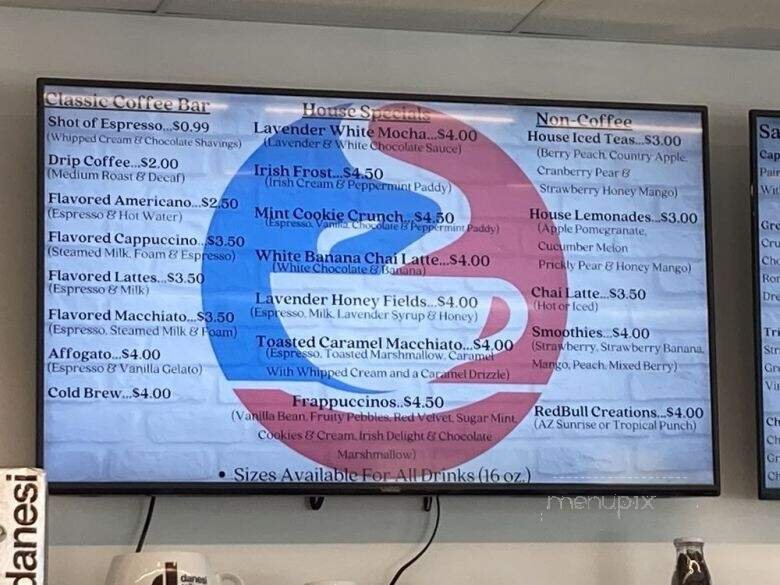 Classic Coffee Bar
Shot of Espresso...$0.99
(Whipped Cream & Chocolate Shavings)
Drip Coffee...$2.00
(Medium Roast & Decaf)
Flavored Americano...$2.50
(Espresso & Hot Water)
Flavored Cappuccino...$3.50
(Steamed Milk, Foam & Espresso)
Flavored Lattes...$3.50
(Espresso & Milk)
Flavored Macchiato...$3.50
(Espresso, Steamed Milk & Foam)
Affogato...$4.00
(Espresso & Vanilla Gelato)
Cold Brew...$4.00
House Specials
Lavender White Mocha...$4.00
(Lavender & White Chocolate Sauce)
Irish Frost...$4.50
(Irish Cream & Peppermint Paddy)
Mint Cookie Crunch...$4.50
(Espresso, Vanilla, Chocolate & Peppermint Paddy)
White Banana Chai Latte...$4.00
(White Chocolate & Banana)
Lavender Honey Fields...$4.00
(Espresso, Milk, Lavender Syrup & Honey)
Toasted Caramel Macchiato...$4.00
(Espresso, Toasted Marshmallow, Caramel
With Whipped Cream and a Caramel Drizzle)
Frappuccinos..$4.50
(Vanilla Bean, Fruity Pebbles, Red Velvet, Sugar Mint,
Cookies & Cream, Irish Delight & Chocolate
Marshmallow)
• Sizes Available For All Drinks (16 oz.)
Non-Coffee
House Iced Teas...$3.00
(Berry Peach, Country Apple,
Cranberry Pear &
Strawberry Honey Mango)
House Lemonades...$3.00
(Apple Pomegranate,
Cucumber Melon
Prickly Pear & Honey Mango)
Chai Latte...$3.50
(Hot or Iced)
Smoothies...$4.00
(Strawberry, Strawberry Banana,
Mango, Peach, Mixed Berry)
RedBull Creations...$4.00
(AZ Sunrise or Tropical Punch)
menupix
danesi
danesi